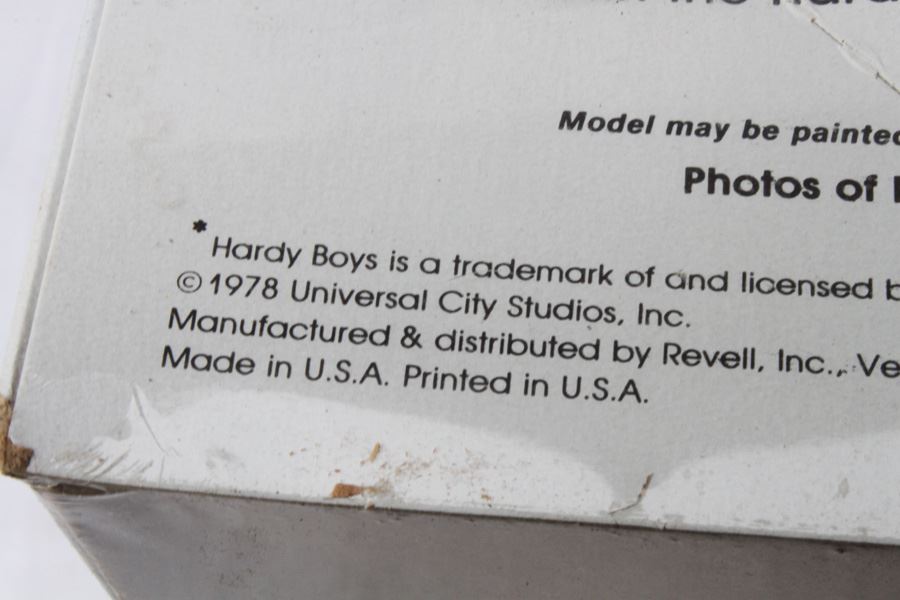 Model may be painted
Photos of
*
Hardy Boys is a trademark of and licensed
© 1978 Universal City Studios, Inc.
Manufactured & distributed by Revell, Inc., Ve
Made in U.S.A. Printed in U.S.A.